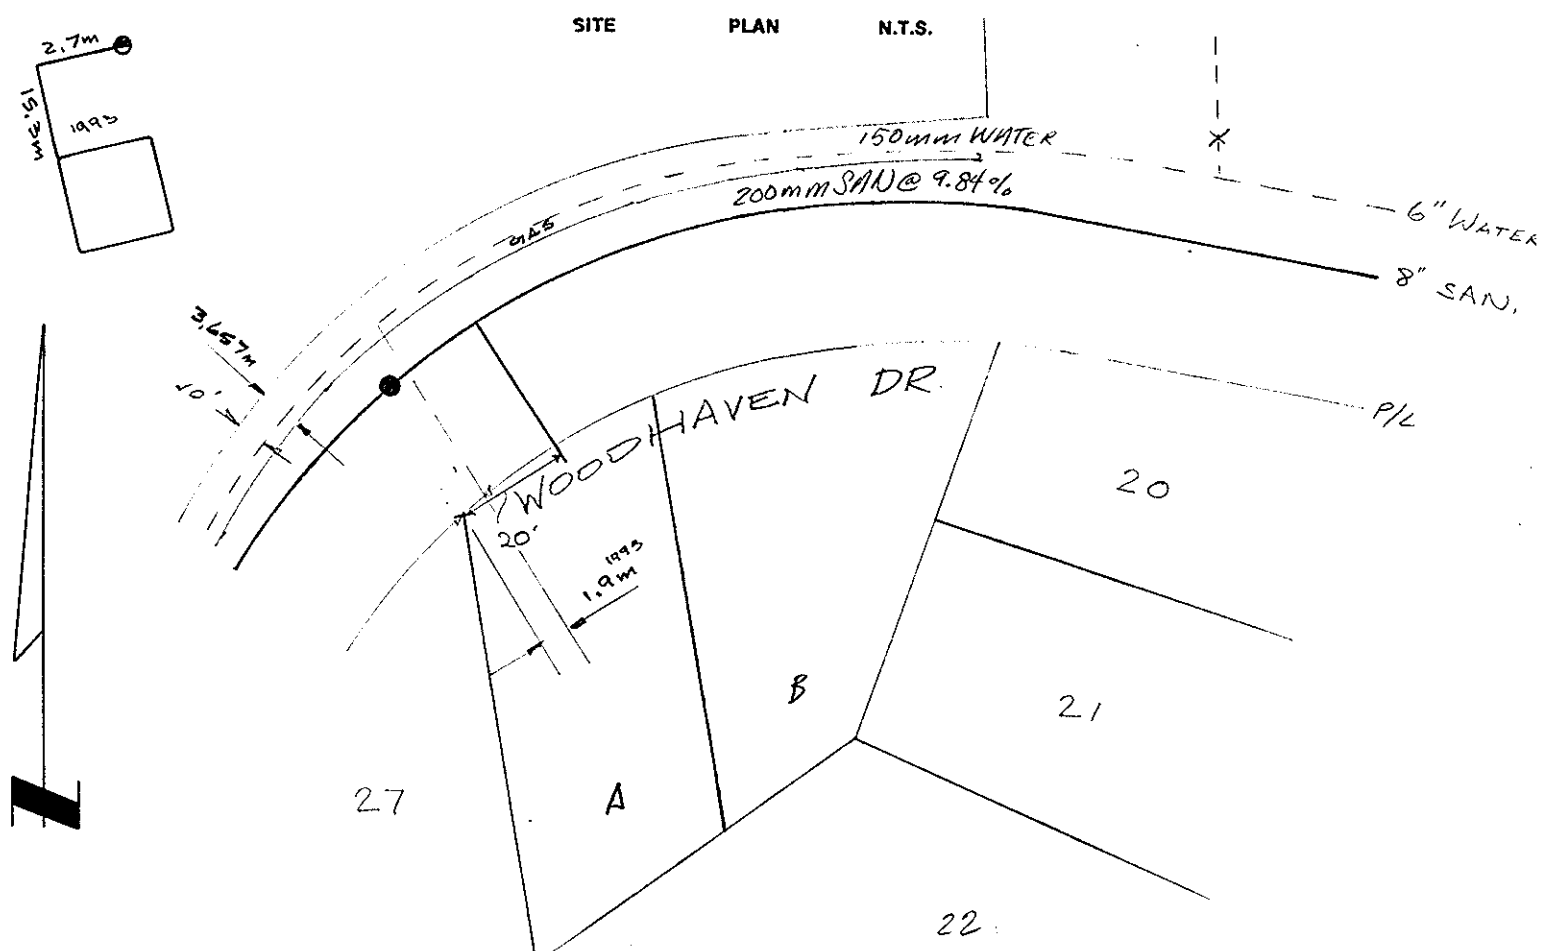 SITE PLAN N.T.S.
2.7m
15.3m
1993
150mm WATER
200mm SAN @ 9.84%
6" WATER
8" SAN.
GAS
3.657m
10'
WOODHAVEN DR.
P/L
20'
1993
1.9m
20
21
22
27
A
B